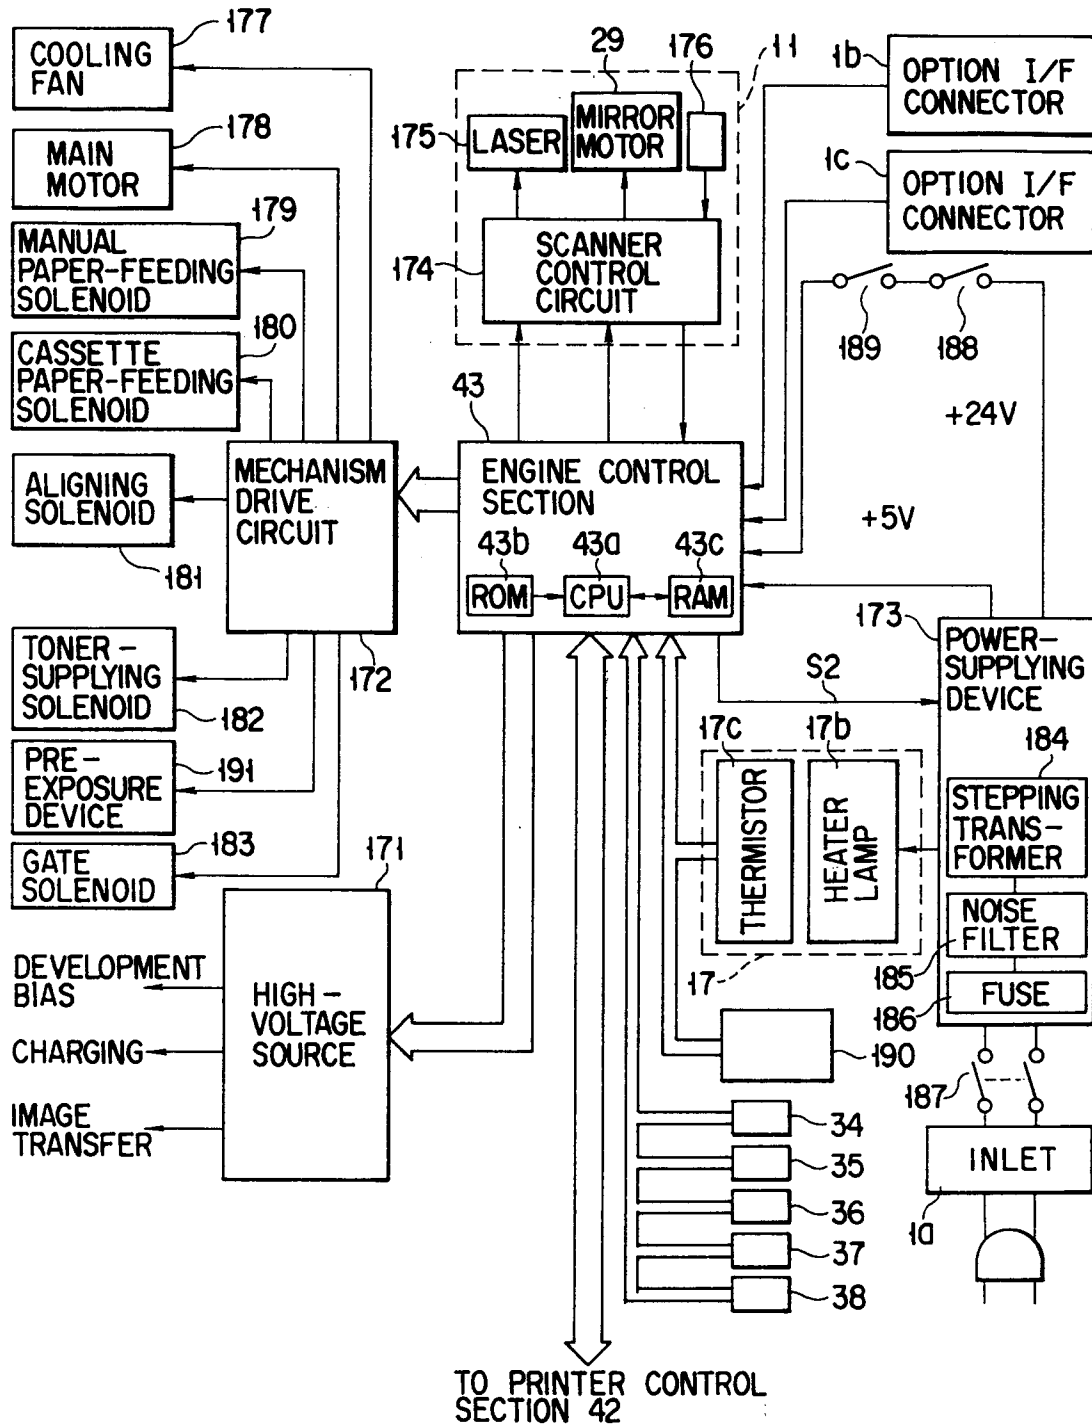 177
COOLING
FAN
178
MAIN
MOTOR
179
MANUAL
PAPER-FEEDING
SOLENOID
180
CASSETTE
PAPER-FEEDING
SOLENOID
ALIGNING
SOLENOID
181
MECHANISM
DRIVE
CIRCUIT
172
TONER-
SUPPLYING
SOLENOID
182
PRE-
EXPOSURE
DEVICE
191
GATE
SOLENOID
183
171
HIGH-
VOLTAGE
SOURCE
DEVELOPMENT
BIAS
CHARGING
IMAGE
TRANSFER
29
176
11
175
LASER
MIRROR
MOTOR
174
SCANNER
CONTROL
CIRCUIT
43
ENGINE CONTROL
SECTION
43b
43a
43c
ROM
CPU
RAM
1b
OPTION I/F
CONNECTOR
1c
OPTION I/F
CONNECTOR
189
188
+24V
+5V
173
POWER-
SUPPLYING
DEVICE
S2
184
STEPPING
TRANS-
FORMER
NOISE
FILTER
185
FUSE
186
17c
17b
THERMISTOR
HEATER
LAMP
17
190
187
INLET
1a
34
35
36
37
38
TO PRINTER CONTROL
SECTION 42